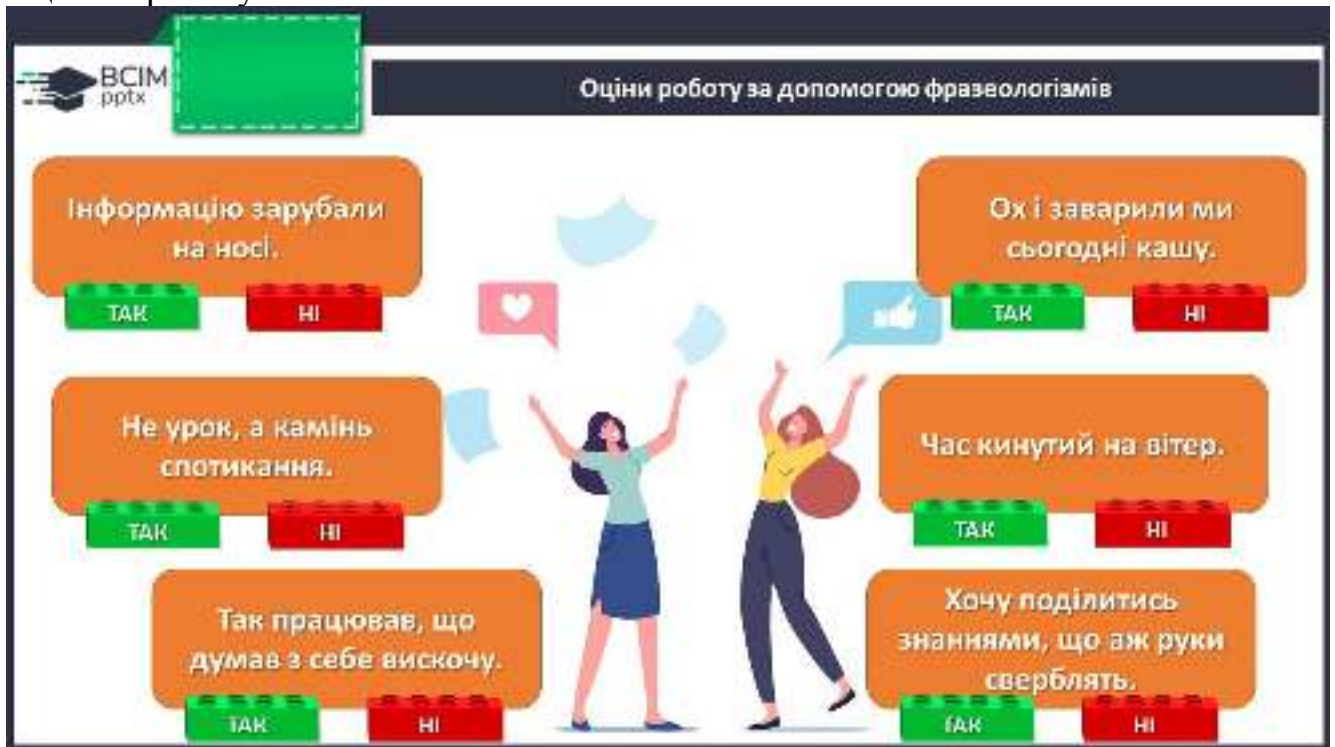 ВСІМ
pptx
Оціни роботу за допомогою фразеологізмів
Інформацію зарубали
на носі.
ТАК
НІ
Ох і заварили ми
сьогодні кашу.
ТАК
НІ
Не урок, а камінь
спотикання.
ТАК
НІ
Час кинутий на вітер.
ТАК
НІ
Так працював, що
думав з себе вискочу.
ТАК
НІ
Хочу поділитись
знаннями, що аж руки
сверблять.
ТАК
НІ